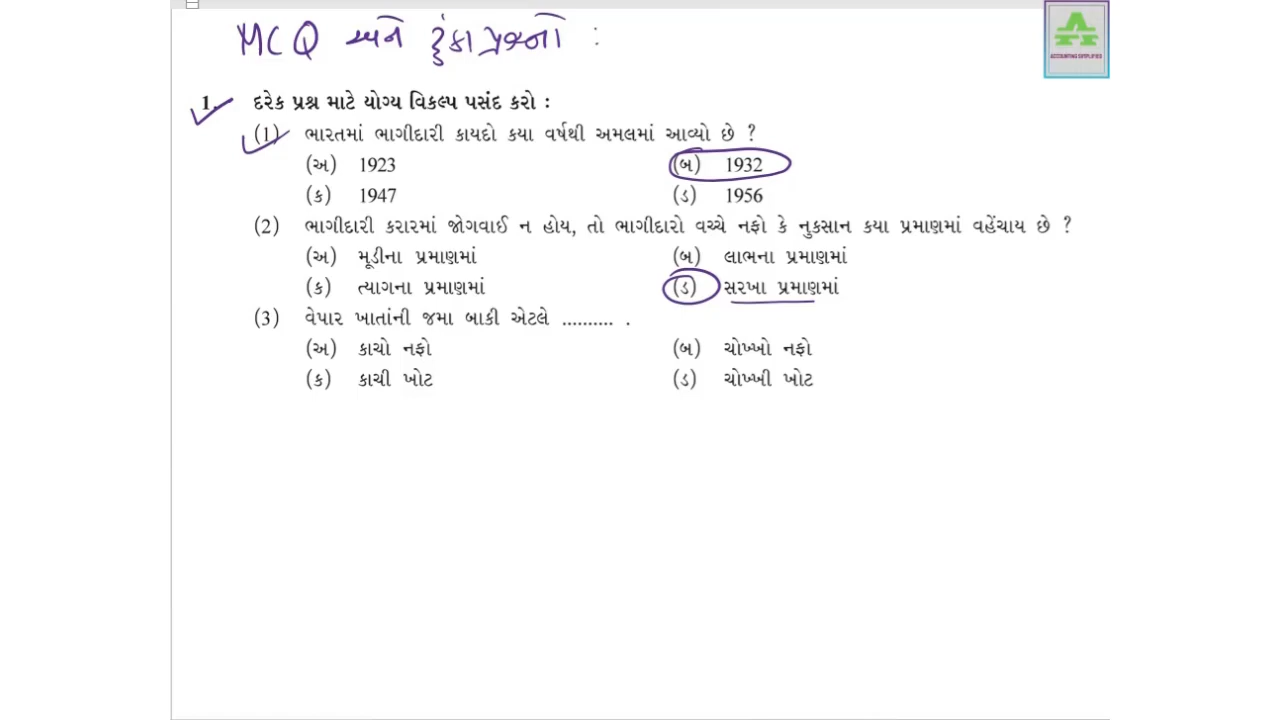 MCQ અને ટૂંકા પ્રશ્નો :
ACCOUNTING SIMPLIFIED
1. દરેક પ્રશ્ન માટે યોગ્ય વિકલ્પ પસંદ કરો :
(1) ભારતમાં ભાગીદારી કાયદો કયા વર્ષથી અમલમાં આવ્યો છે ?
(અ) 1923 (બ) 1932
(ક) 1947 (ડ) 1956
(2) ભાગીદારી કરારમાં જોગવાઈ ન હોય, તો ભાગીદારો વચ્ચે નફો કે નુકસાન કયા પ્રમાણમાં વહેંચાય છે ?
(અ) મૂડીના પ્રમાણમાં (બ) લાભના પ્રમાણમાં
(ક) ત્યાગના પ્રમાણમાં (ડ) સરખા પ્રમાણમાં
(3) વેપાર ખાતાંની જમા બાકી એટલે .......... .
(અ) કાચો નફો (બ) ચોખ્ખો નફો
(ક) કાચી ખોટ (ડ) ચોખ્ખી ખોટ